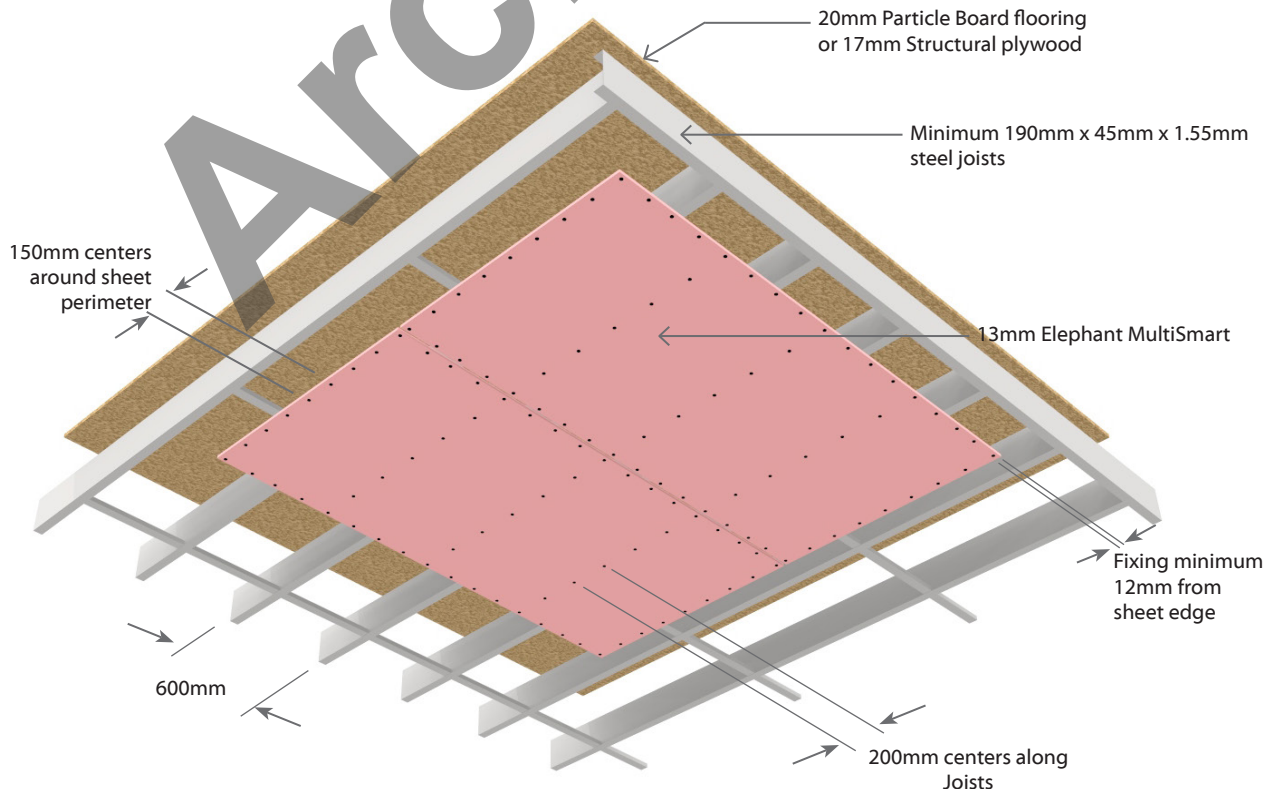 20mm Particle Board flooring
or 17mm Structural plywood
Minimum 190mm x 45mm x 1.55mm
steel joists
150mm centers
around sheet
perimeter
13mm Elephant MultiSmart
Fixing minimum
12mm from
sheet edge
600mm
200mm centers along
Joists